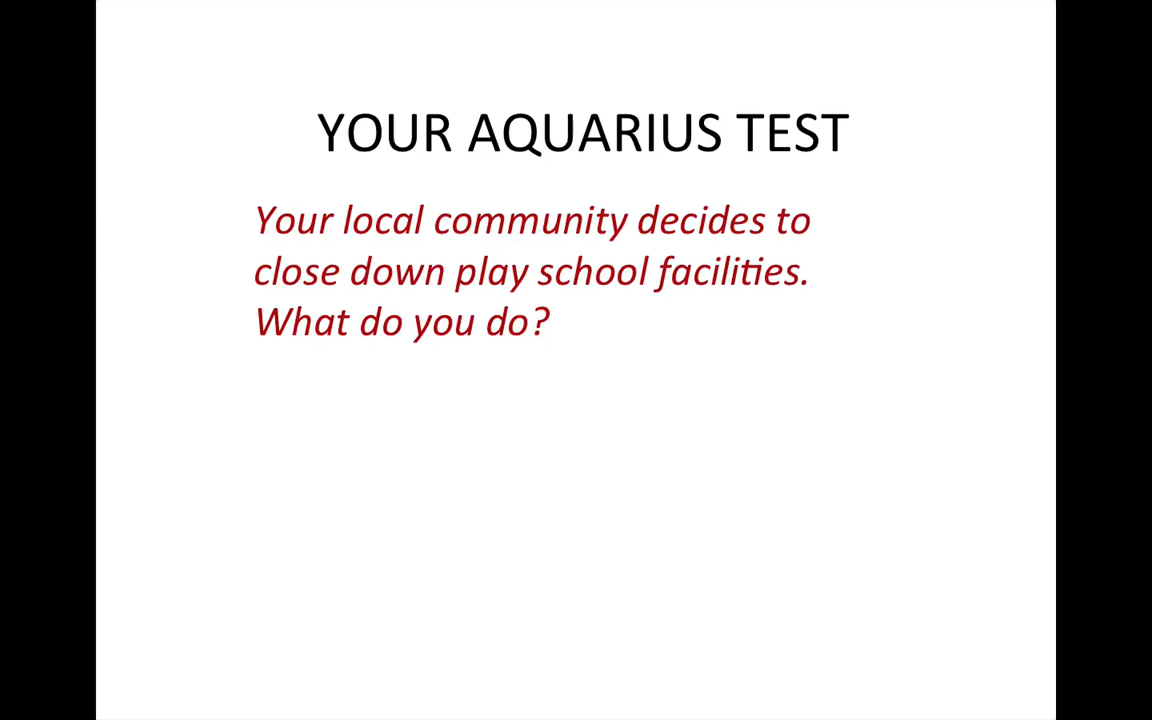 YOUR AQUARIUS TEST
Your local community decides to
close down play school facilities.
What do you do?